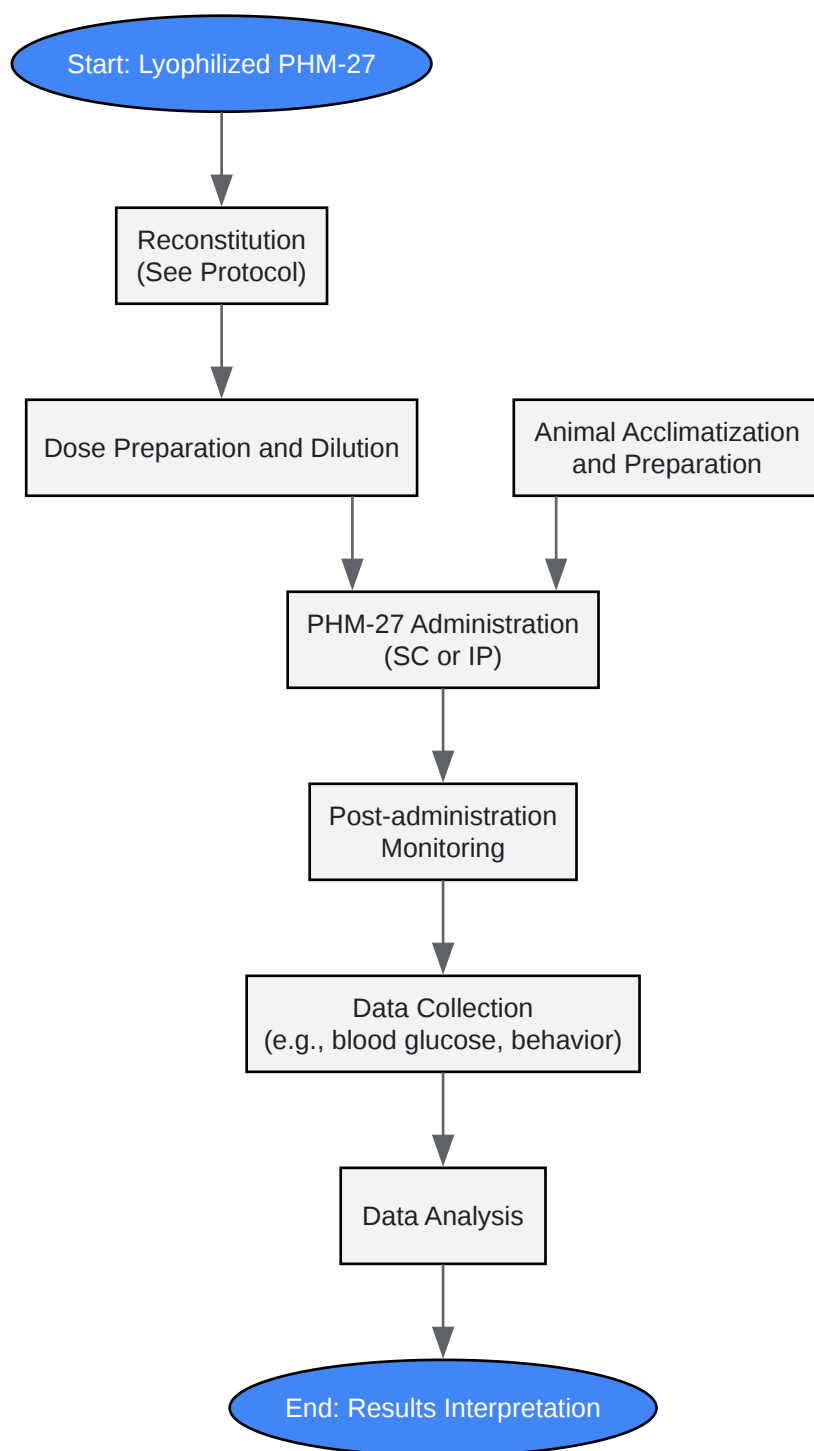 Start: Lyophilized PHM-27
Reconstitution
(See Protocol)
Dose Preparation and Dilution
Animal Acclimatization
and Preparation
PHM-27 Administration
(SC or IP)
Post-administration
Monitoring
Data Collection
(e.g., blood glucose, behavior)
Data Analysis
End: Results Interpretation